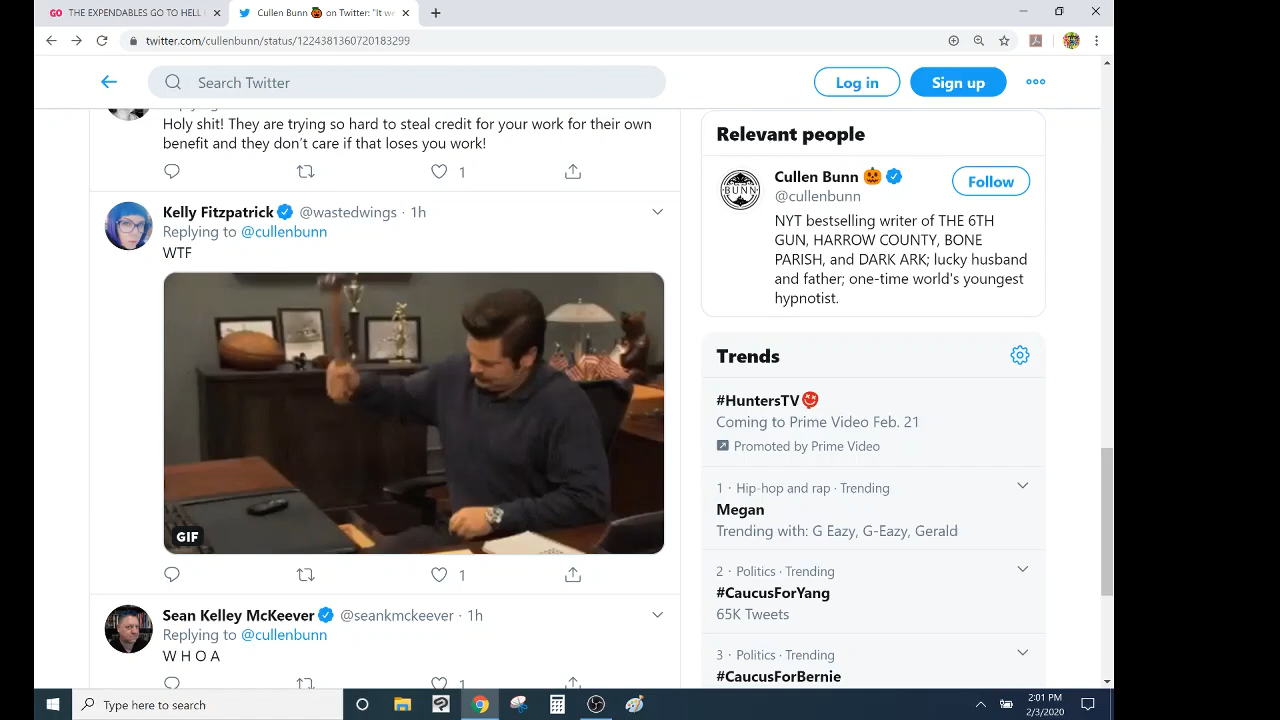 THE EXPENDABLES GO TO HELL
Cullen Bunn 🎃 on Twitter: "It we
twitter.com/cullenbunn/status/1224381360720183299
Search Twitter
Log in
Sign up
Holy shit! They are trying so hard to steal credit for your work for their own
benefit and they don't care if that loses you work!
1
Kelly Fitzpatrick @wastedwings · 1h
Replying to @cullenbunn
WTF
GIF
1
Sean Kelley McKeever @seankmckeever · 1h
Replying to @cullenbunn
W H O A
1
Relevant people
BUNN
Cullen Bunn 🎃
@cullenbunn
Follow
NYT bestselling writer of THE 6TH
GUN, HARROW COUNTY, BONE
PARISH, and DARK ARK; lucky husband
and father; one-time world's youngest
hypnotist.
Trends
#HuntersTV
Coming to Prime Video Feb. 21
Promoted by Prime Video
1 · Hip-hop and rap · Trending
Megan
Trending with: G Eazy, G-Eazy, Gerald
2 · Politics · Trending
#CaucusForYang
65K Tweets
3 · Politics · Trending
#CaucusForBernie
Type here to search
2:01 PM
2/3/2020